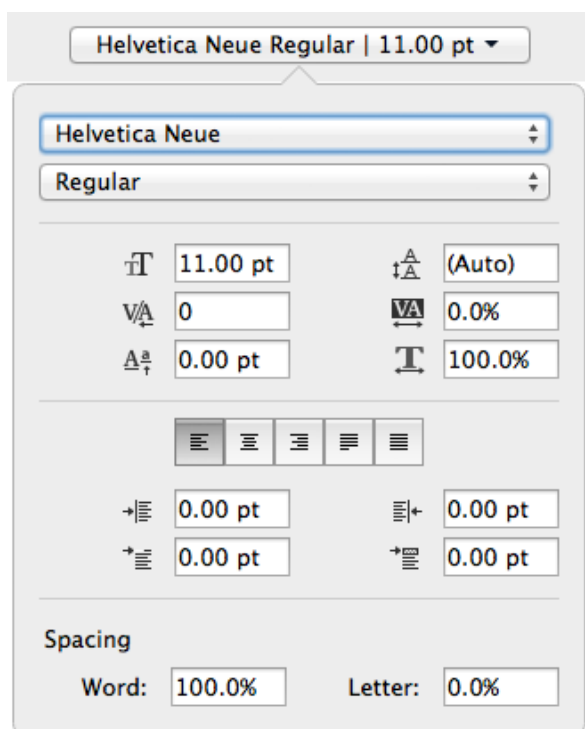 Helvetica Neue Regular | 11.00 pt
Helvetica Neue
Regular
11.00 pt (Auto)
0 0.0%
0.00 pt 100.0%
0.00 pt 0.00 pt
0.00 pt 0.00 pt
Spacing
Word: 100.0% Letter: 0.0%